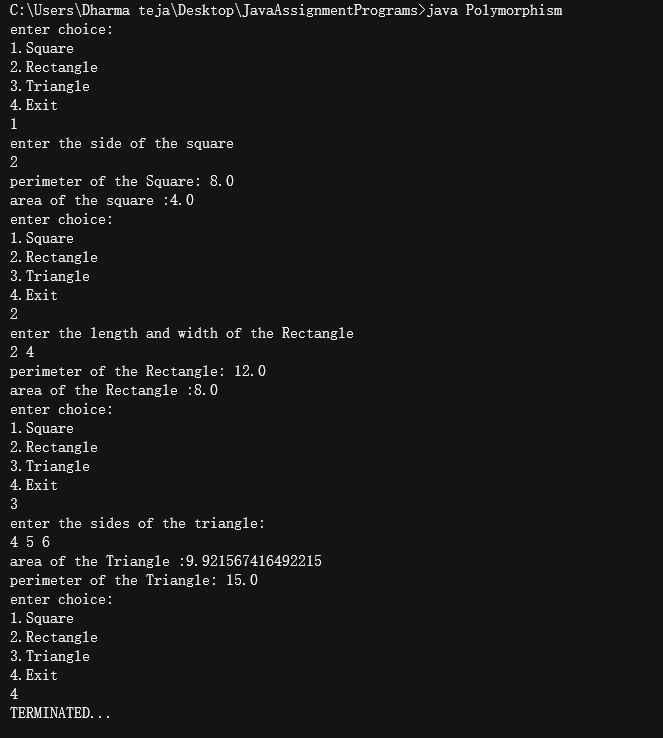 C:\Users\Dharma teja\Desktop\JavaAssignmentPrograms>java Polymorphism
enter choice:
1.Square
2.Rectangle
3.Triangle
4.Exit
1
enter the side of the square
2
perimeter of the Square: 8.0
area of the square :4.0
enter choice:
1.Square
2.Rectangle
3.Triangle
4.Exit
2
enter the length and width of the Rectangle
2 4
perimeter of the Rectangle: 12.0
area of the Rectangle :8.0
enter choice:
1.Square
2.Rectangle
3.Triangle
4.Exit
3
enter the sides of the triangle:
4 5 6
area of the Triangle :9.921567416492215
perimeter of the Triangle: 15.0
enter choice:
1.Square
2.Rectangle
3.Triangle
4.Exit
4
TERMINATED...